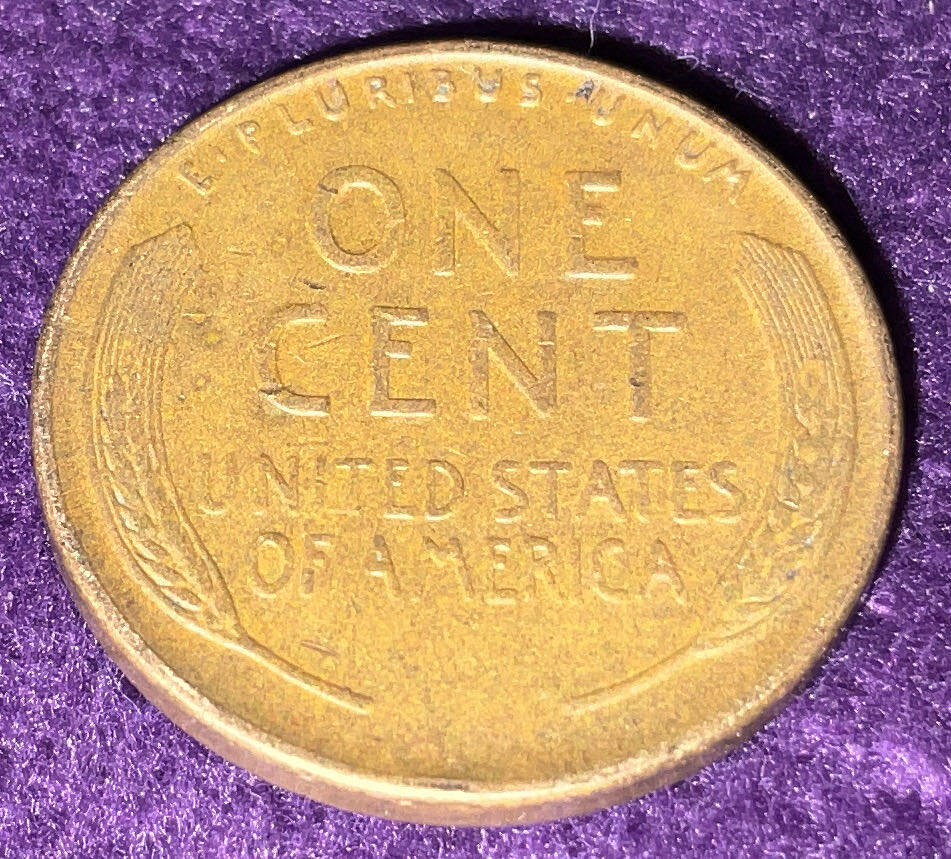 E·PLURIBUS·UNUM
ONE
CENT
UNITED STATES
OF AMERICA